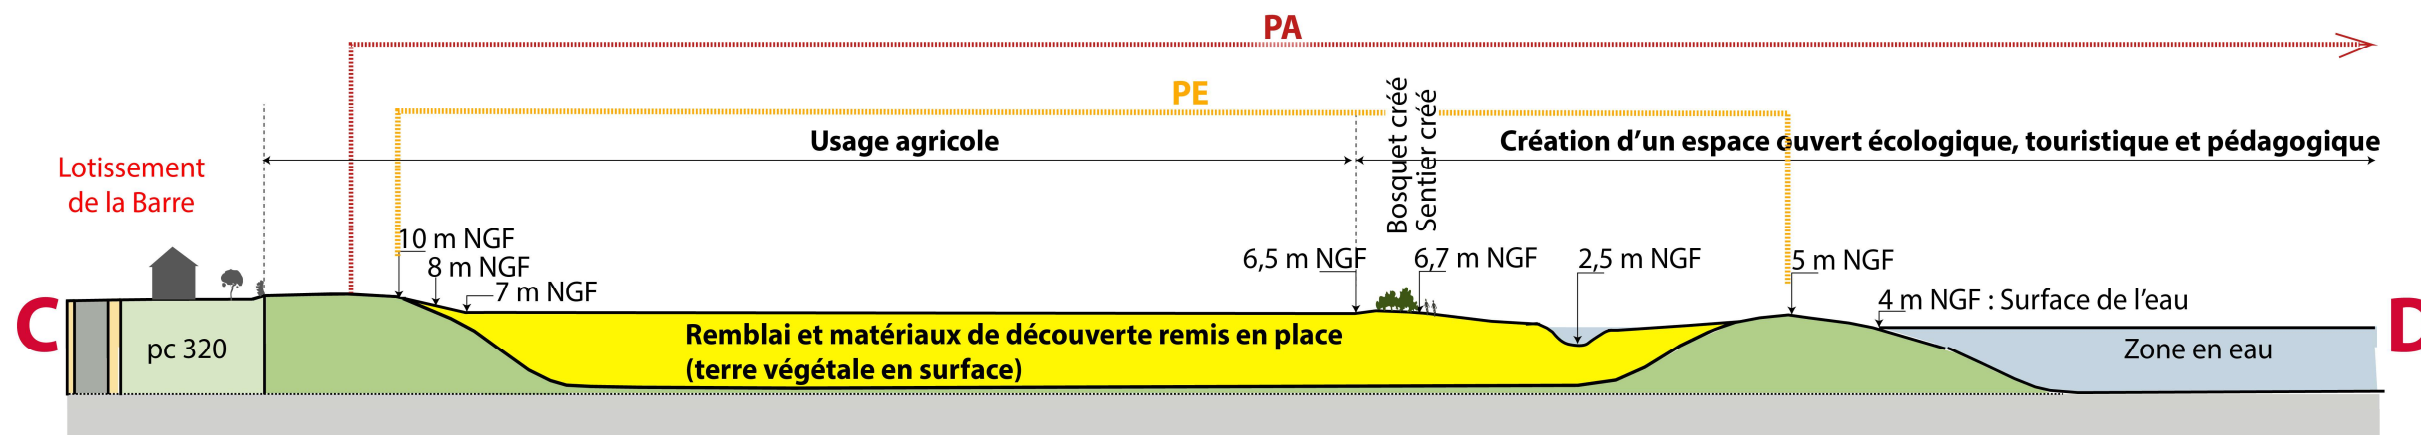 PA
PE
Usage agricole
Création d’un espace ouvert écologique, touristique et pédagogique
Bosquet créé
Sentier créé
Lotissement
de la Barre
10 m NGF
8 m NGF
7 m NGF
6,5 m NGF
6,7 m NGF
2,5 m NGF
5 m NGF
4 m NGF : Surface de l’eau
C
D
pc 320
Remblai et matériaux de découverte remis en place
(terre végétale en surface)
Zone en eau